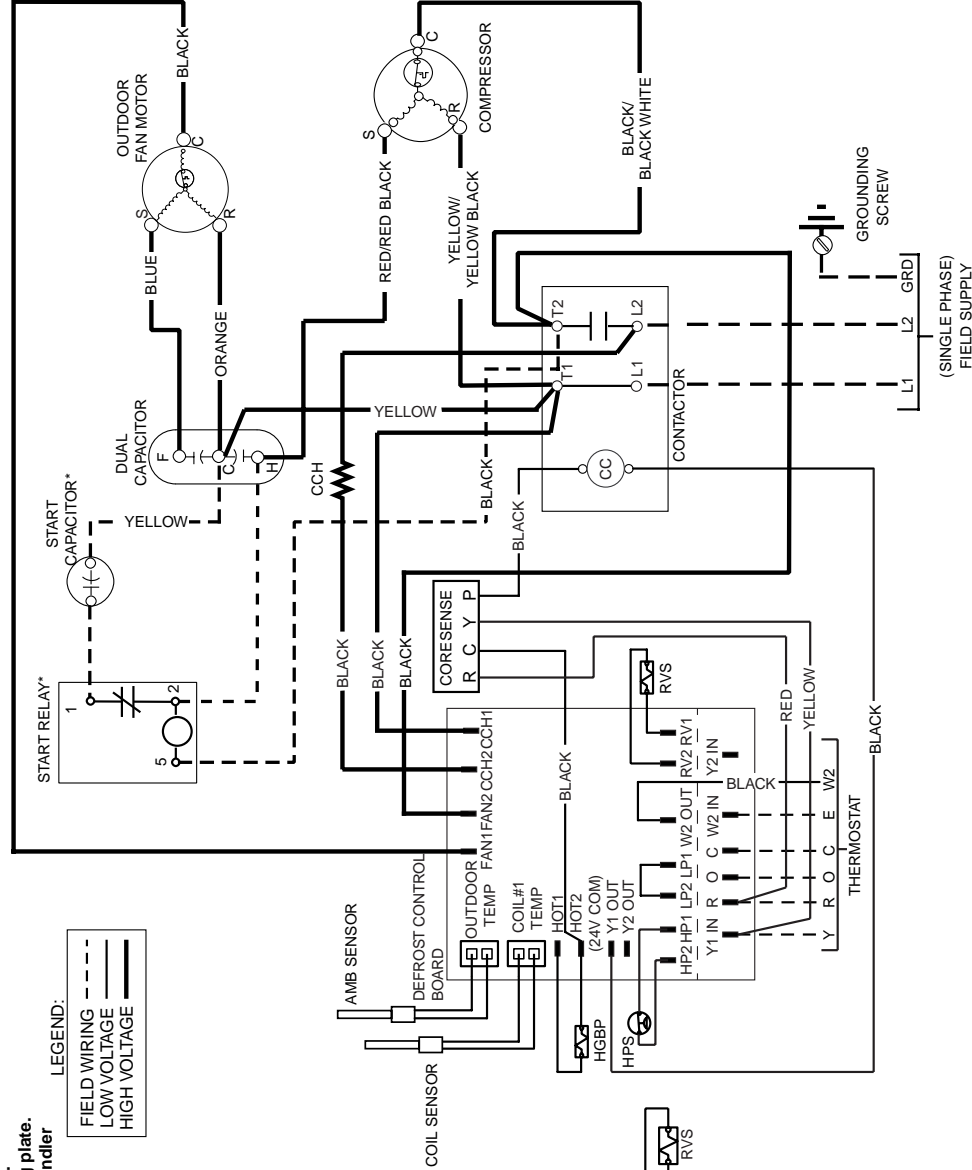 g plate.
ndler
LEGEND:
FIELD WIRING
LOW VOLTAGE
HIGH VOLTAGE
OUTDOOR
FAN MOTOR
BLACK
S
C
R
BLUE
ORANGE
DUAL
CAPACITOR
F
C
H
START
CAPACITOR*
YELLOW
START RELAY*
1
2
5
COMPRESSOR
C
S
R
RED/RED BLACK
YELLOW/
YELLOW BLACK
BLACK/
BLACK WHITE
YELLOW
CCH
BLACK
BLACK
BLACK
BLACK
BLACK
T2
T1
L2
L1
CC
CONTACTOR
GROUNDING
SCREW
L1
L2
GRD
(SINGLE PHASE)
FIELD SUPPLY
CORESENSE
R C Y P
AMB SENSOR
COIL SENSOR
DEFROST CONTROL
BOARD
FAN1 FAN2 CCH2 CCH1
OUTDOOR
TEMP
COIL#1
TEMP
HOT1
HOT2
(24V COM)
Y1 OUT
Y2 OUT
BLACK
HGBP
HPS
HP2 HP1 LP2 LP1 W2 OUT RV2 RV1
Y1 IN R O C W2 IN Y2 IN
BLACK
RVS
RED
YELLOW
BLACK
Y R O C E W2
THERMOSTAT
RVS